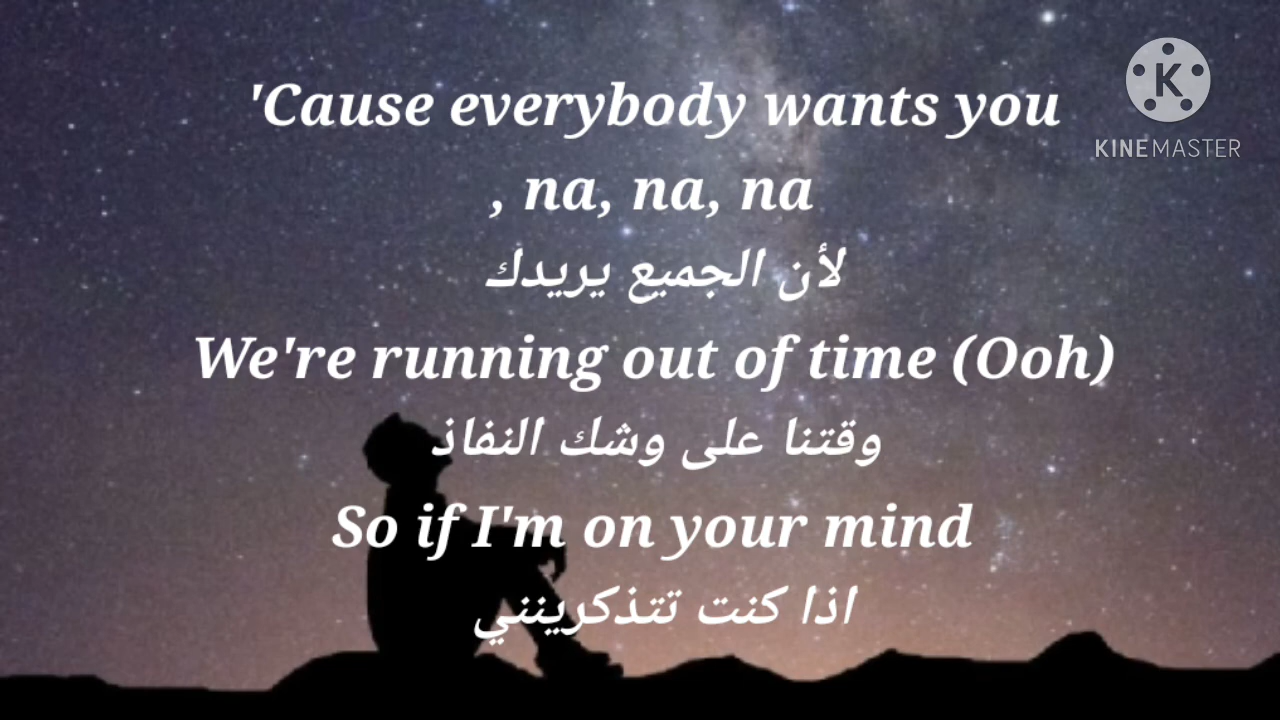 'Cause everybody wants you
, na, na, na
لأن الجميع يريدك
We're running out of time (Ooh)
وقتنا على وشك النفاذ
So if I'm on your mind
اذا كنت تتذكرينني
K
KINEMASTER